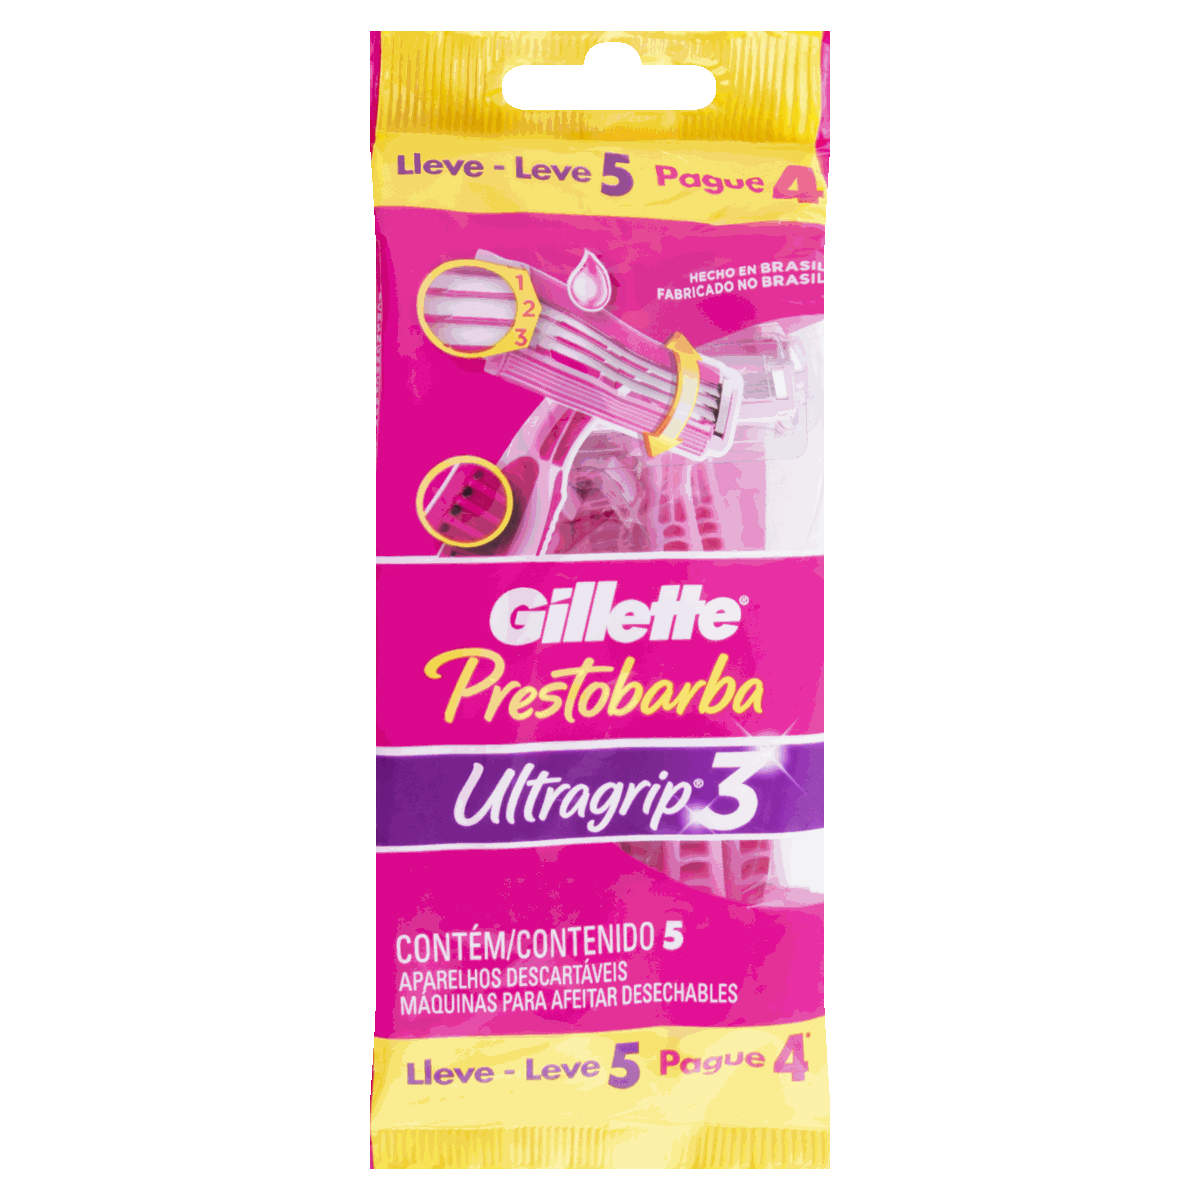 Lleve - Leve 5 Pague 4
HECHO EN BRASIL
FABRICADO NO BRASIL
1
2
3
Gillette®
Prestobarba
Ultragrip®3
CONTÉM/CONTENIDO 5
APARELHOS DESCARTÁVEIS
MÁQUINAS PARA AFEITAR DESECHABLES
Lleve - Leve 5 Pague 4*